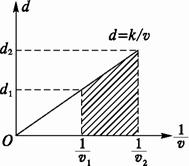 d
d₂
d=k/v
d₁
O
1/v₁
1/v₂
1/v